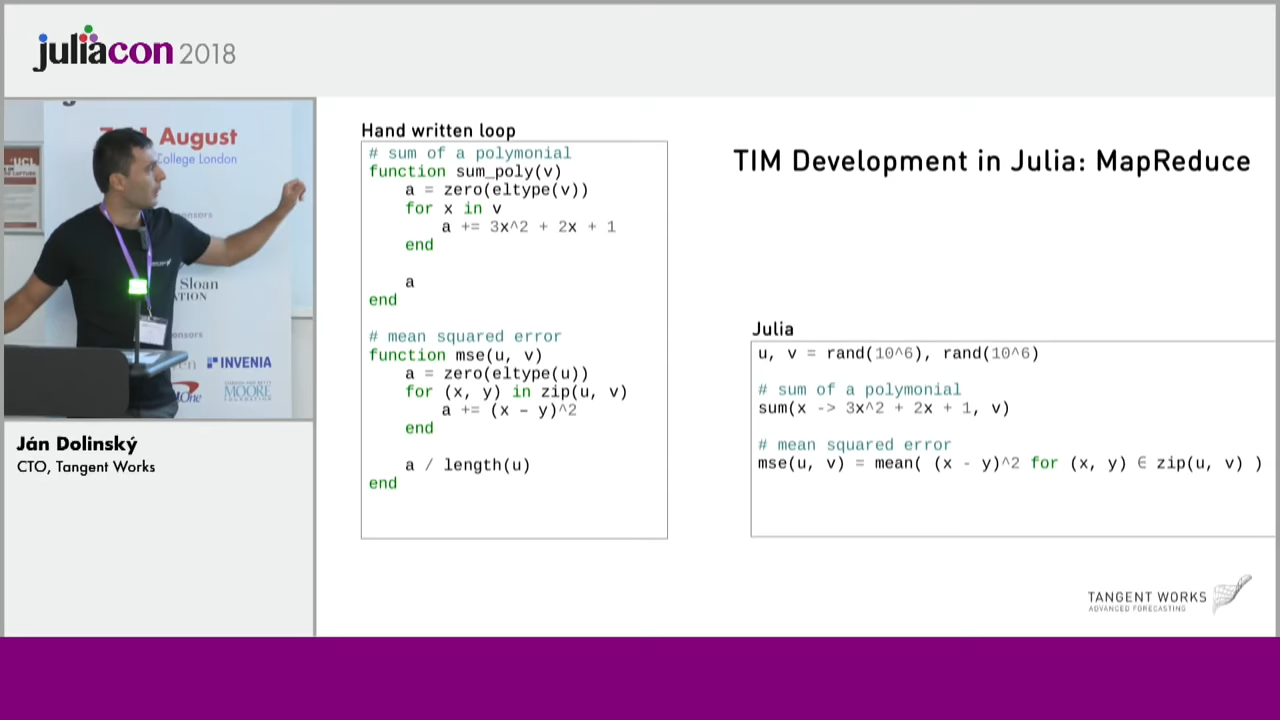 juliacon 2018
UCL
August
College London
Sloan
INVENIA
MOORE
Ján Dolinský
CTO, Tangent Works
Hand written loop
# sum of a polymonial
function sum_poly(v)
    a = zero(eltype(v))
    for x in v
        a += 3x^2 + 2x + 1
    end
    a
end
# mean squared error
function mse(u, v)
    a = zero(eltype(u))
    for (x, y) in zip(u, v)
        a += (x - y)^2
    end
    a / length(u)
end
TIM Development in Julia: MapReduce
Julia
u, v = rand(10^6), rand(10^6)
# sum of a polymonial
sum(x -> 3x^2 + 2x + 1, v)
# mean squared error
mse(u, v) = mean( (x - y)^2 for (x, y) ∈ zip(u, v) )
TANGENT WORKS
ADVANCED FORECASTING